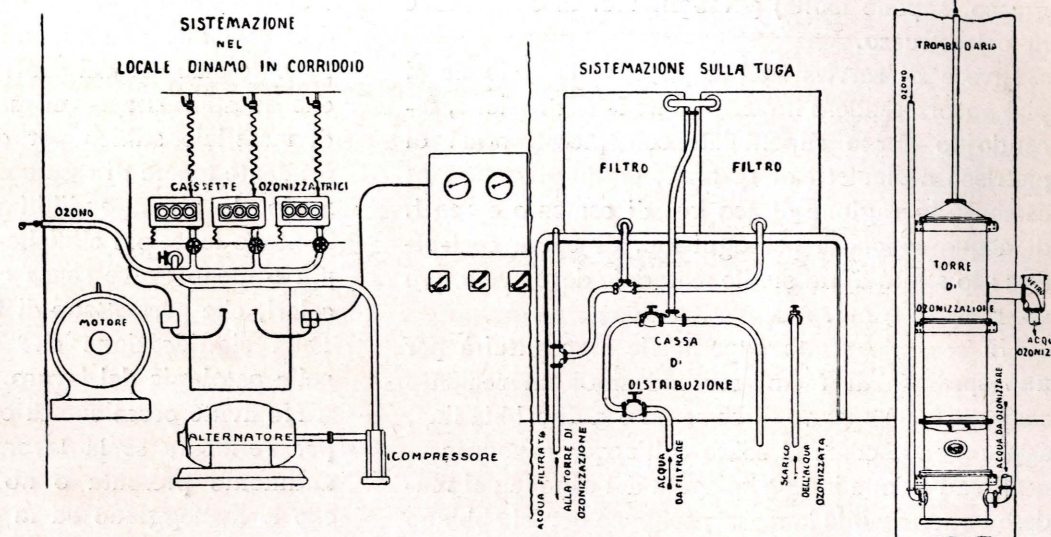 SISTEMAZIONE
NEL
LOCALE DINAMO IN CORRIDOIO
CASSETTE OZONIZZATRICI
OZONO
H
MOTORE
ALTERNATORE
COMPRESSORE
SISTEMAZIONE SULLA TUGA
FILTRO
FILTRO
CASSA
DI
DISTRIBUZIONE
ACQUA FILTRATA
ALLA TORRE DI
OZONIZZAZIONE
ACQUA
DA FILTRARE
SCARICO
DELL'ACQUA
OZONIZZATA
TROMBA D'ARIA
OZONO
TORRE
DI
OZONIZZAZIONE
VETRO
ACQU
OZONIZ
ACQUA DA OZONIZZARE